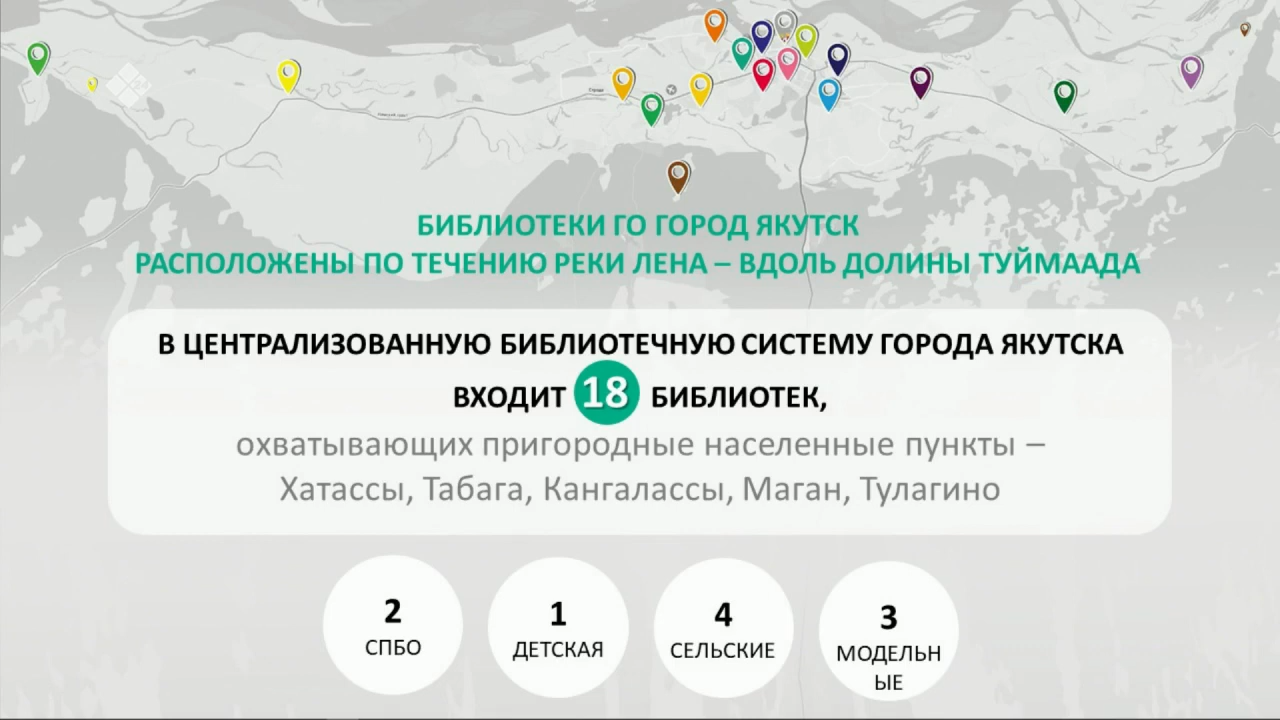 БИБЛИОТЕКИ ГО ГОРОД ЯКУТСК
РАСПОЛОЖЕНЫ ПО ТЕЧЕНИЮ РЕКИ ЛЕНА – ВДОЛЬ ДОЛИНЫ ТУЙМААДА
В ЦЕНТРАЛИЗОВАННУЮ БИБЛИОТЕЧНУЮ СИСТЕМУ ГОРОДА ЯКУТСКА
ВХОДИТ 18 БИБЛИОТЕК,
охватывающих пригородные населенные пункты –
Хатассы, Табага, Кангалассы, Маган, Тулагино
2
СПБО
1
ДЕТСКАЯ
4
СЕЛЬСКИЕ
3
МОДЕЛЬН
ЫЕ